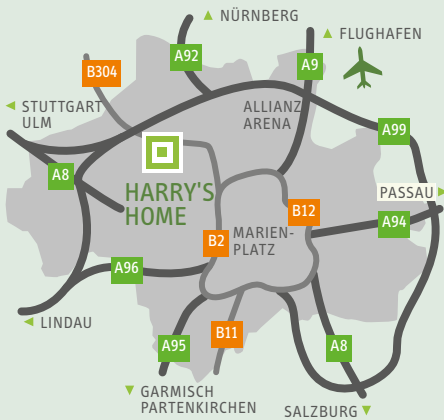 NÜRNBERG
FLUGHAFEN
A92
A9
B304
STUTTGART
ULM
ALLIANZ
ARENA
A99
A8
HARRY'S
HOME
PASSAU
B12
A94
B2
MARIEN-
PLATZ
A96
LINDAU
A95
B11
A8
GARMISCH
PARTENKIRCHEN
SALZBURG